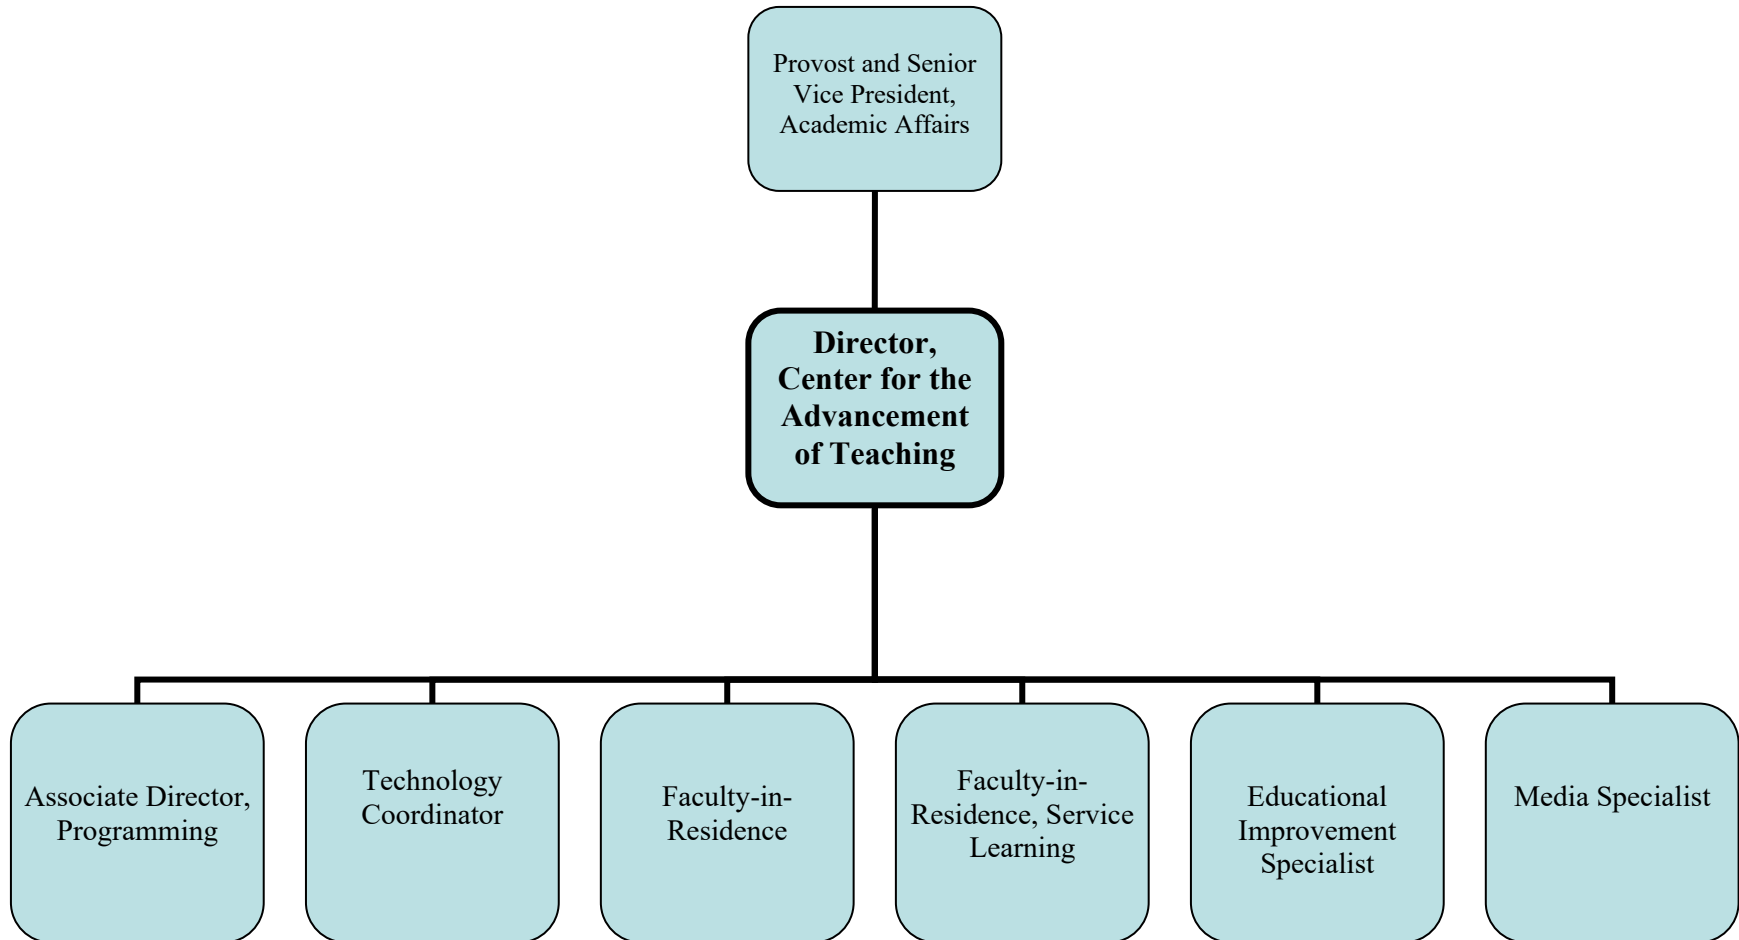 Provost and Senior
Vice President,
Academic Affairs
Director,
Center for the
Advancement
of Teaching
Associate Director,
Programming
Technology
Coordinator
Faculty-in-
Residence
Faculty-in-
Residence, Service
Learning
Educational
Improvement
Specialist
Media Specialist